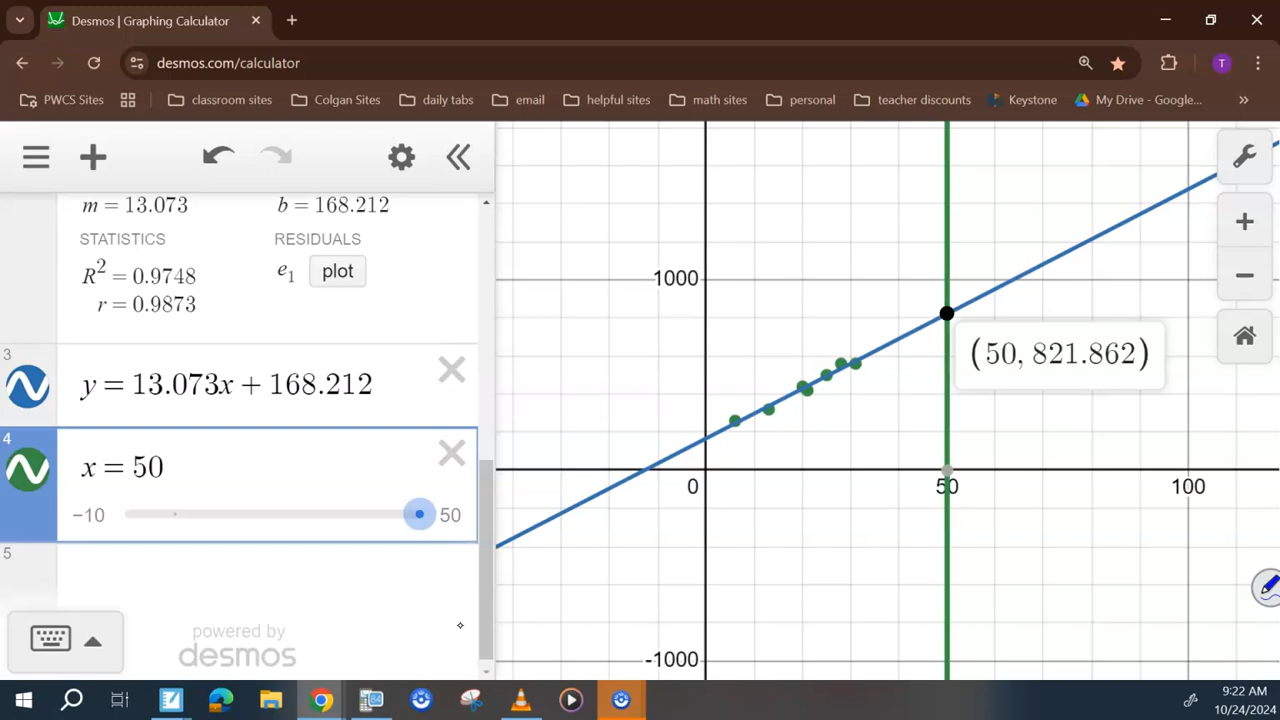 Desmos | Graphing Calculator
desmos.com/calculator
T
PWCS Sites classroom sites Colgan Sites daily tabs email helpful sites math sites personal teacher discounts Keystone My Drive - Google... »
m = 13.073 b = 168.212
STATISTICS RESIDUALS
R² = 0.9748 e₁ plot
r = 0.9873
3
y = 13.073x + 168.212
4
x = 50
−10 50
5
powered by
desmos
1000
(50, 821.862)
0 50 100
-1000
9:22 AM
10/24/2024